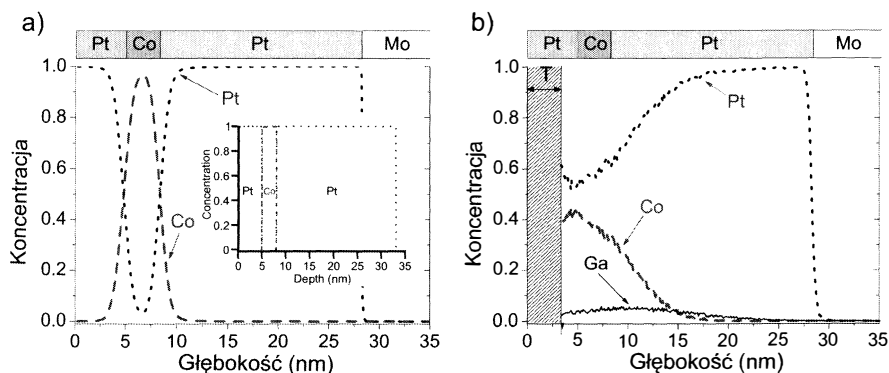 a)
Pt Co Pt Mo
Koncentracja
1.0
0.8
0.6
0.4
0.2
0.0
Pt
Co
Concentration
1
0.8
0.6
0.4
0.2
0
Pt Co Pt
0 5 10 15 20 25 30 35
Depth (nm)
0 5 10 15 20 25 30 35
Głębokość (nm)
b)
Pt Co Pt Mo
Koncentracja
1.0
0.8
0.6
0.4
0.2
0.0
T
Pt
Co
Ga
0 5 10 15 20 25 30 35
Głębokość (nm)